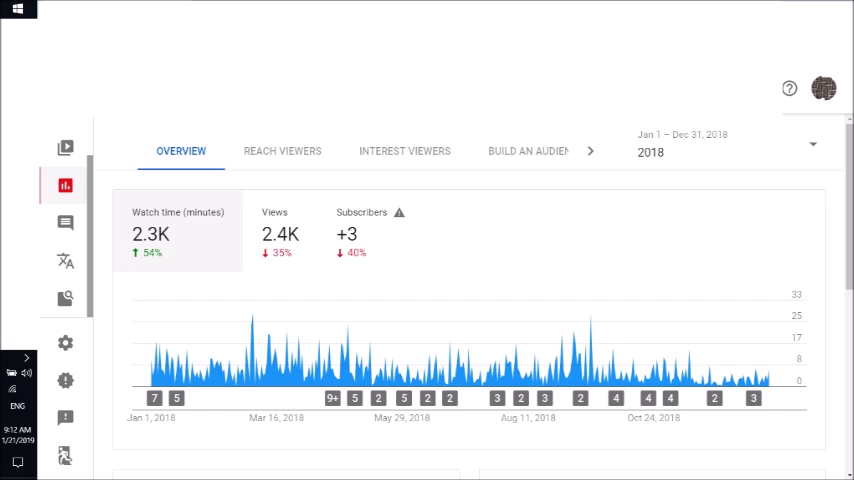 Jan 1 – Dec 31, 2018
OVERVIEW REACH VIEWERS INTEREST VIEWERS BUILD AN AUDIEN
2018
Watch time (minutes) Views Subscribers
2.3K 2.4K +3
54% 35% 40%
33
25
17
8
0
7 5 9+ 5 2 5 2 2 3 2 3 2 4 4 4 2 3
Jan 1, 2018 Mar 16, 2018 May 29, 2018 Aug 11, 2018 Oct 24, 2018
ENG
9:12 AM
1/21/2019